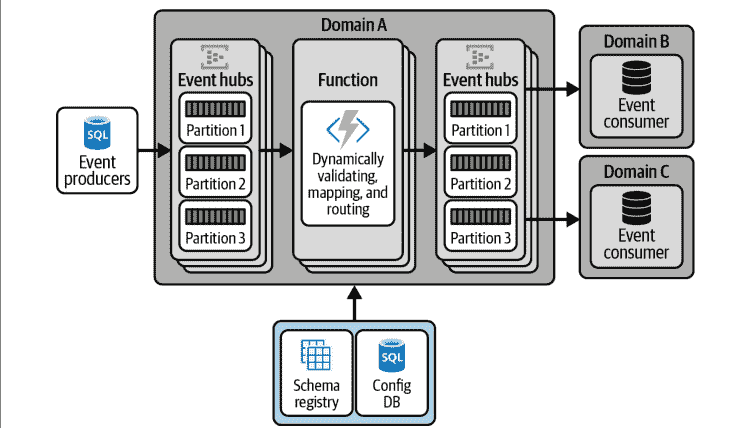 Domain A
Event hubs
Partition 1
Partition 2
Partition 3
Function
Dynamically
validating,
mapping, and
routing
Event hubs
Partition 1
Partition 2
Partition 3
SQL
Event
producers
Domain B
Event
consumer
Domain C
Event
consumer
Schema
registry
SQL
Config
DB